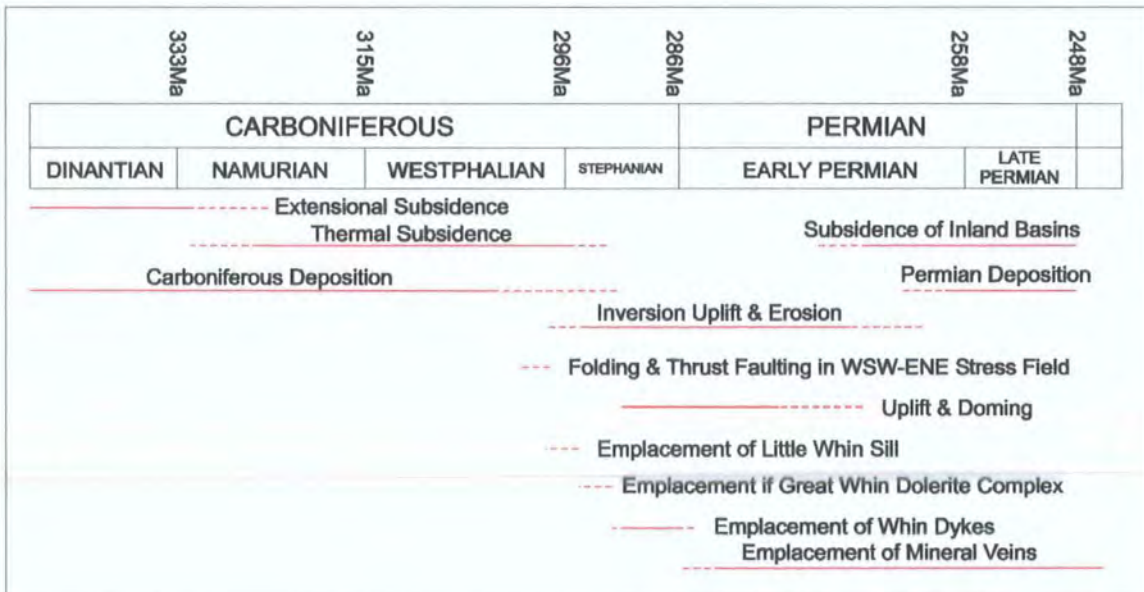 333Ma
315Ma
296Ma
286Ma
258Ma
248Ma
CARBONIFEROUS
PERMIAN
DINANTIAN
NAMURIAN
WESTPHALIAN
STEPHANIAN
EARLY PERMIAN
LATE
PERMIAN
Extensional Subsidence
Thermal Subsidence
Subsidence of Inland Basins
Carboniferous Deposition
Permian Deposition
Inversion Uplift & Erosion
Folding & Thrust Faulting in WSW-ENE Stress Field
Uplift & Doming
Emplacement of Little Whin Sill
Emplacement if Great Whin Dolerite Complex
Emplacement of Whin Dykes
Emplacement of Mineral Veins